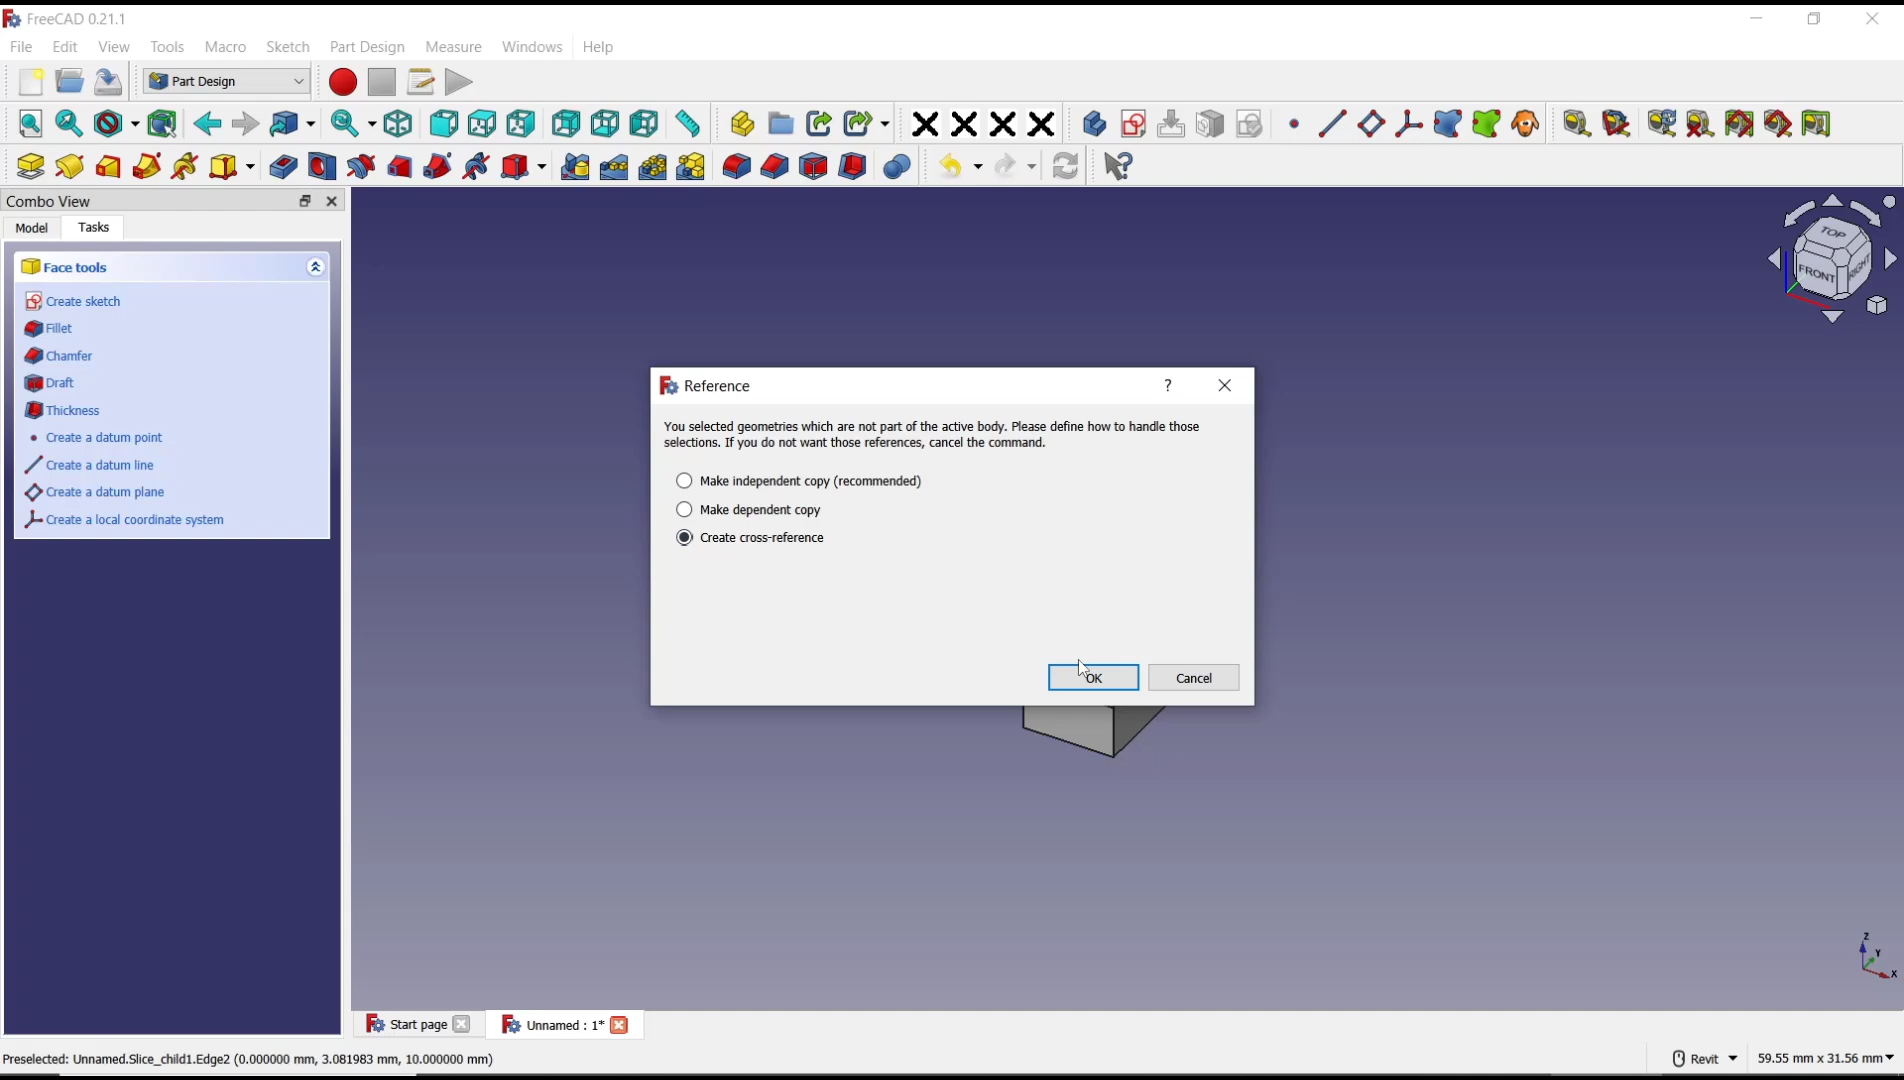 FreeCAD 0.21.1
File Edit View Tools Macro Sketch Part Design Measure Windows Help
Part Design
Combo View
Model Tasks
Face tools
Create sketch
Fillet
Chamfer
Draft
Thickness
Create a datum point
Create a datum line
Create a datum plane
Create a local coordinate system
TOP
FRONT
RIGHT
Reference
?
You selected geometries which are not part of the active body. Please define how to handle those
selections. If you do not want those references, cancel the command.
Make independent copy (recommended)
Make dependent copy
Create cross-reference
OK Cancel
Z
Y
X
Start page Unnamed : 1*
Preselected: Unnamed.Slice_child1.Edge2 (0.000000 mm, 3.081983 mm, 10.000000 mm)
Revit 59.55 mm x 31.56 mm